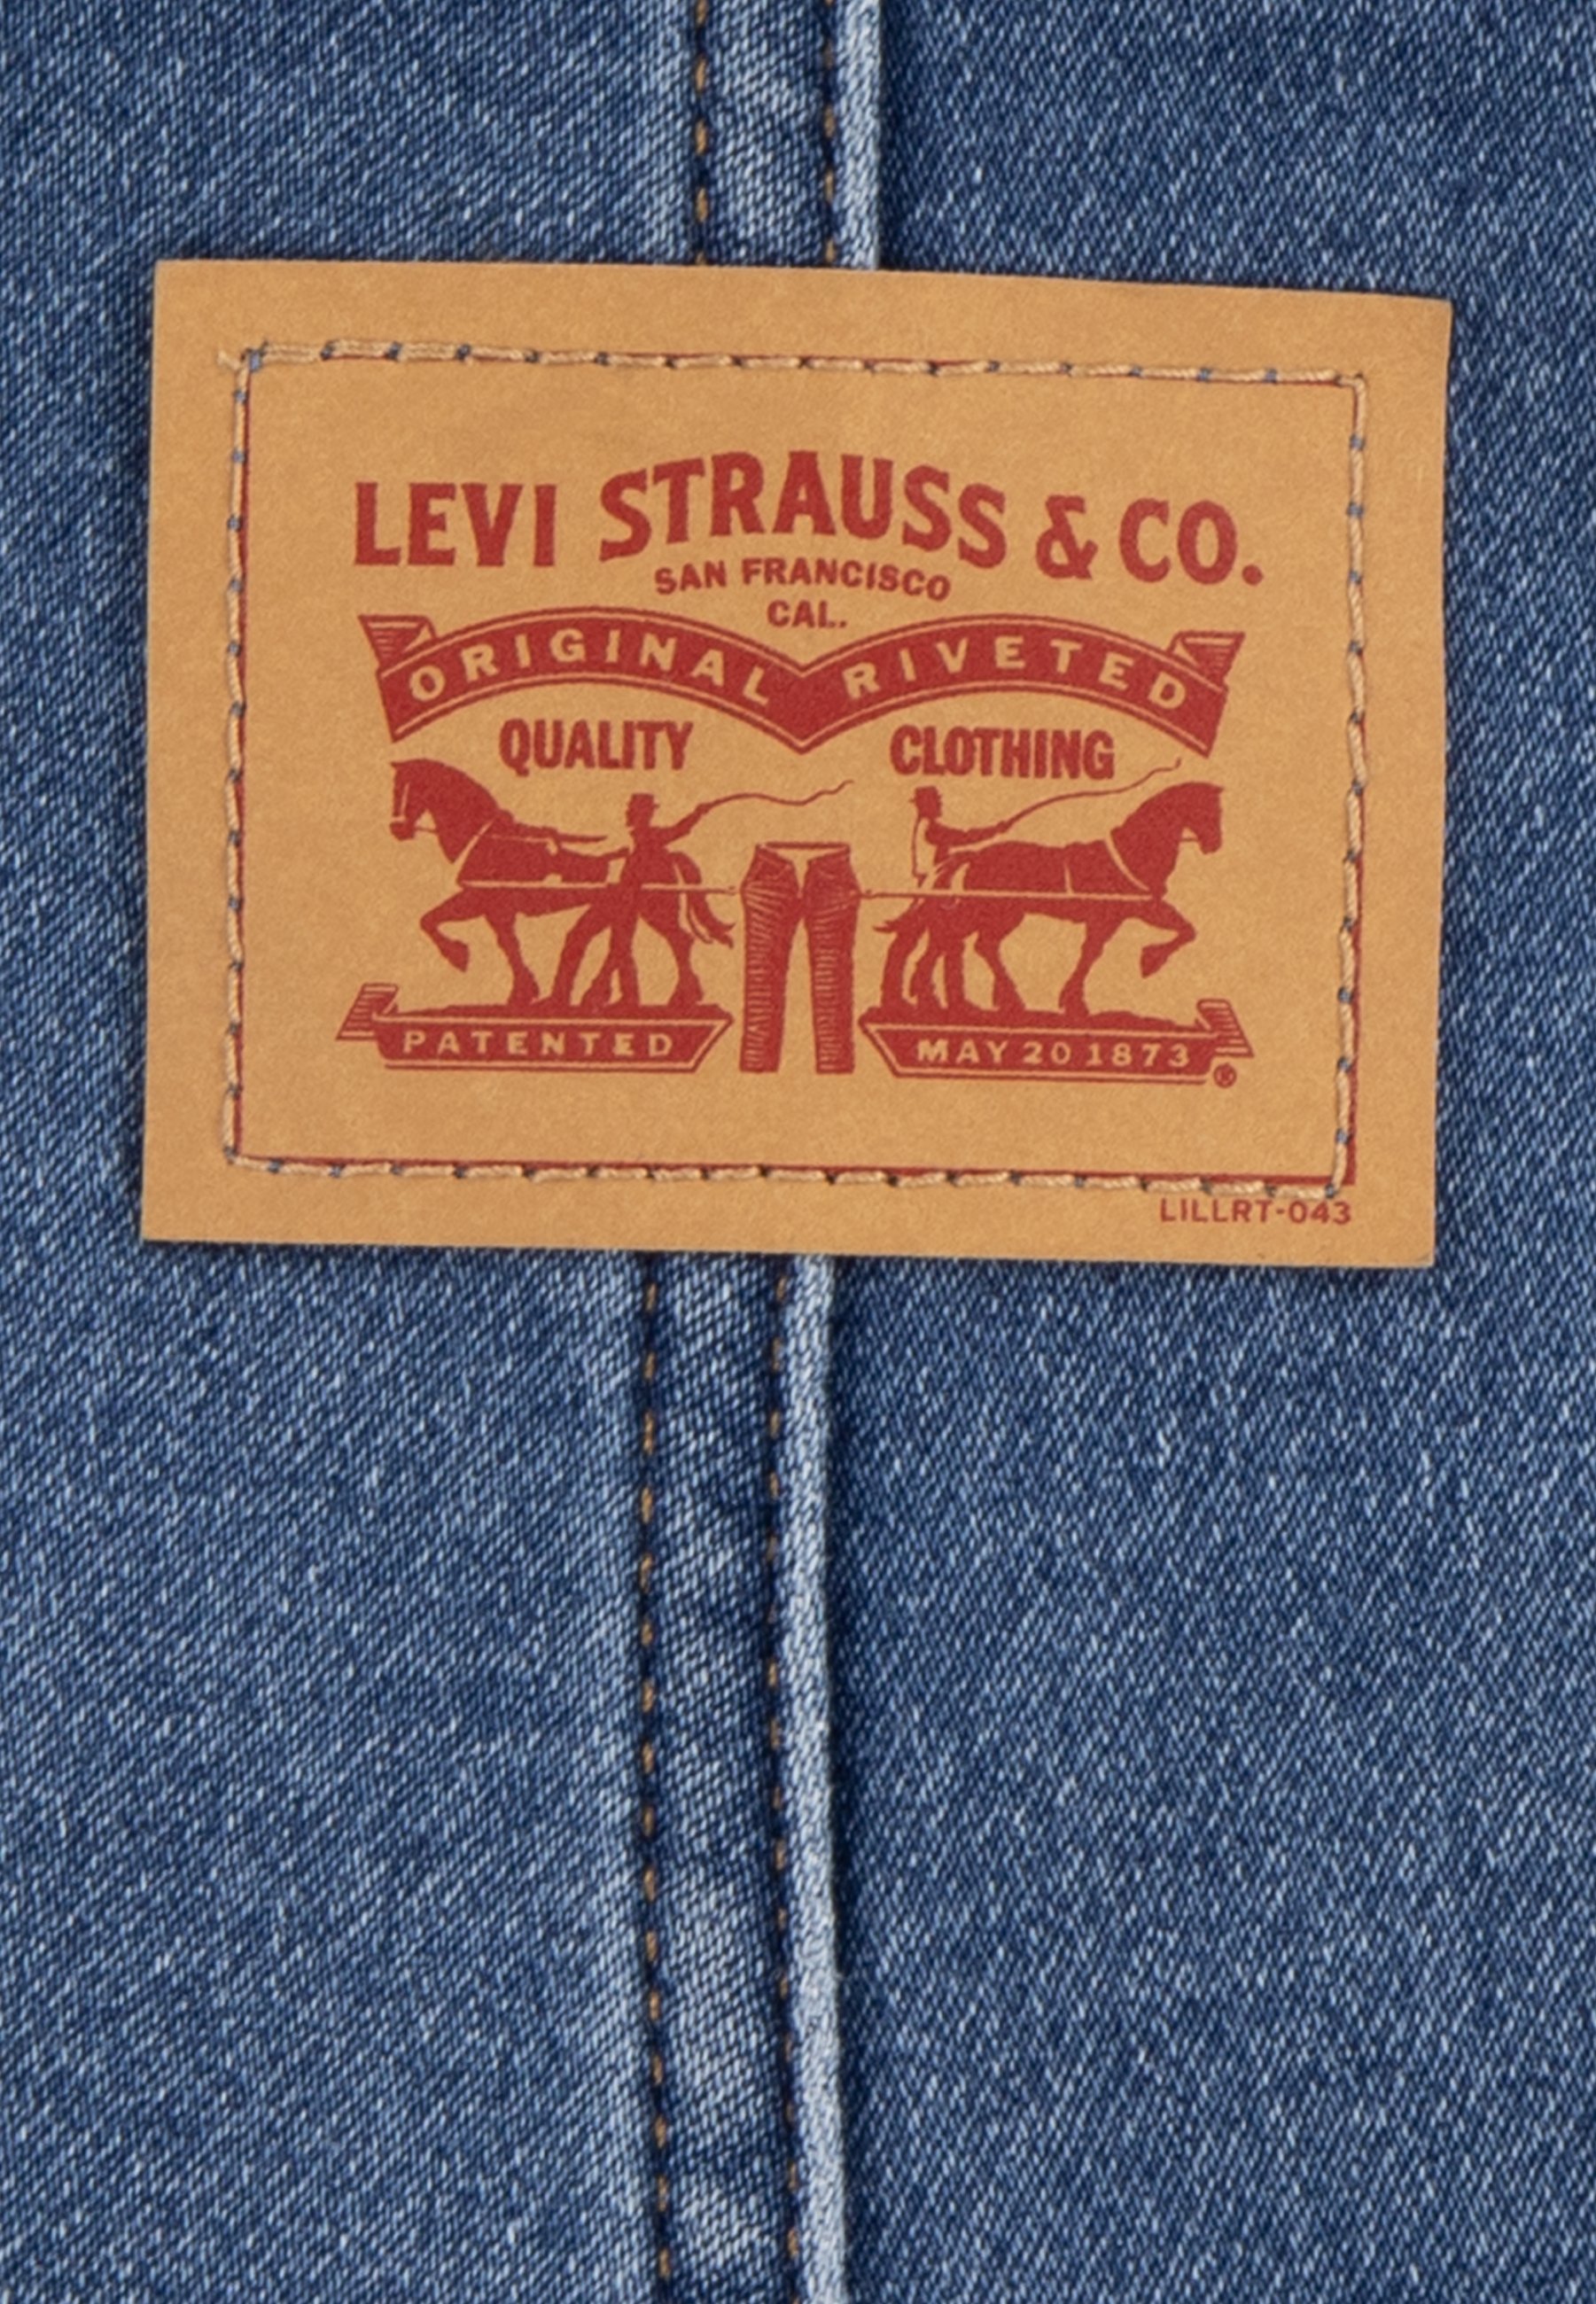 LEVI STRAUSS & CO.
SAN FRANCISCO
CAL.
ORIGINAL RIVETED
QUALITY CLOTHING
PATENTED MAY 20 1873
®
LILLRT-043